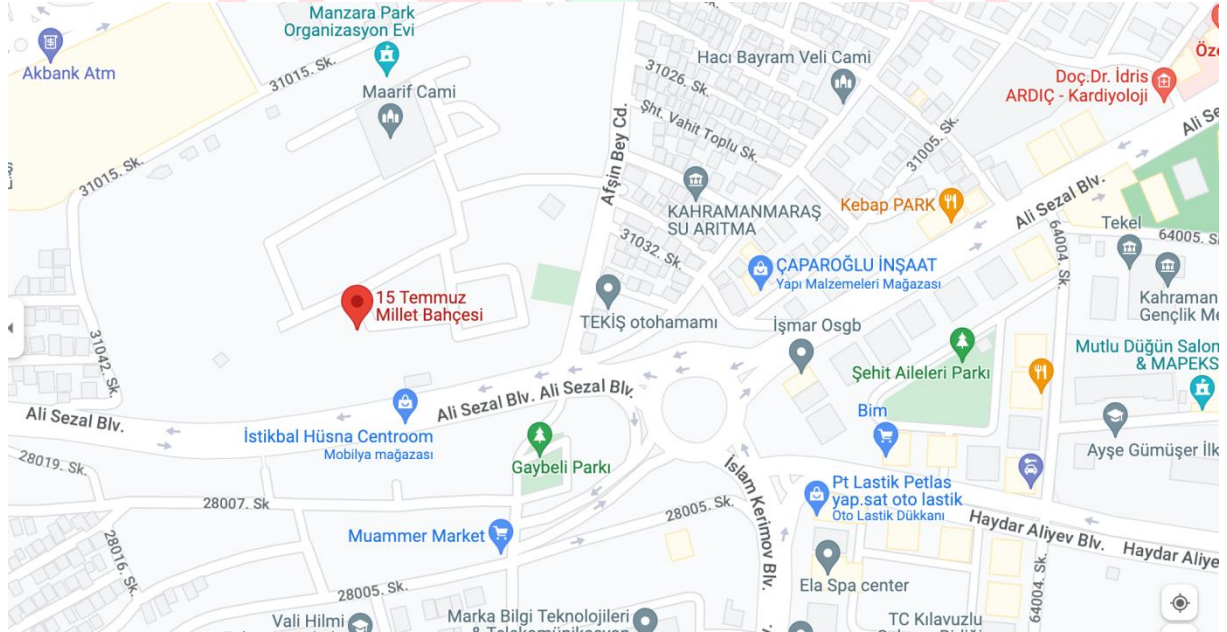 Manzara Park
Organizasyon Evi
Akbank Atm
31015. Sk.
Maarif Cami
Hacı Bayram Veli Cami
31026. Sk.
Şht. Vahit Toplu Sk.
31005. Sk.
Doç.Dr. İdris
ARDIÇ - Kardiyoloji
Öze
Ali Se
31015. Sk.
Afşin Bey Cd.
KAHRAMANMARAŞ
SU ARITMA
Kebap PARK
Ali Sezal Blv.
Tekel
64005. S
64004. Sk.
31032. Sk.
ÇAPAROĞLU İNŞAAT
Yapı Malzemeleri Mağazası
Kahraman
Gençlik Me
15 Temmuz
Millet Bahçesi
TEKİŞ otohamamı
İşmar Osgb
31042. Sk.
Şehit Aileleri Parkı
Mutlu Düğün Salon
& MAPEKS
Ali Sezal Blv.
Ali Sezal Blv.
Ali Sezal Blv.
İstikbal Hüsna Centroom
Mobilya mağazası
Bim
Ayşe Gümüşer İlk
28019. Sk.
Gaybeli Parkı
İslam Kerimov Blv.
Pt Lastik Petlas
yap.sat oto lastik
Oto Lastik Dükkanı
28007. Sk
28005. Sk.
Haydar Aliyev Blv.
Haydar Aliye
Muammer Market
28016. Sk.
28005. Sk.
Ela Spa center
64004. Sk.
Vali Hilmi
Marka Bilgi Teknolojileri
& Telekomünikasyon
TC Kılavuzlu